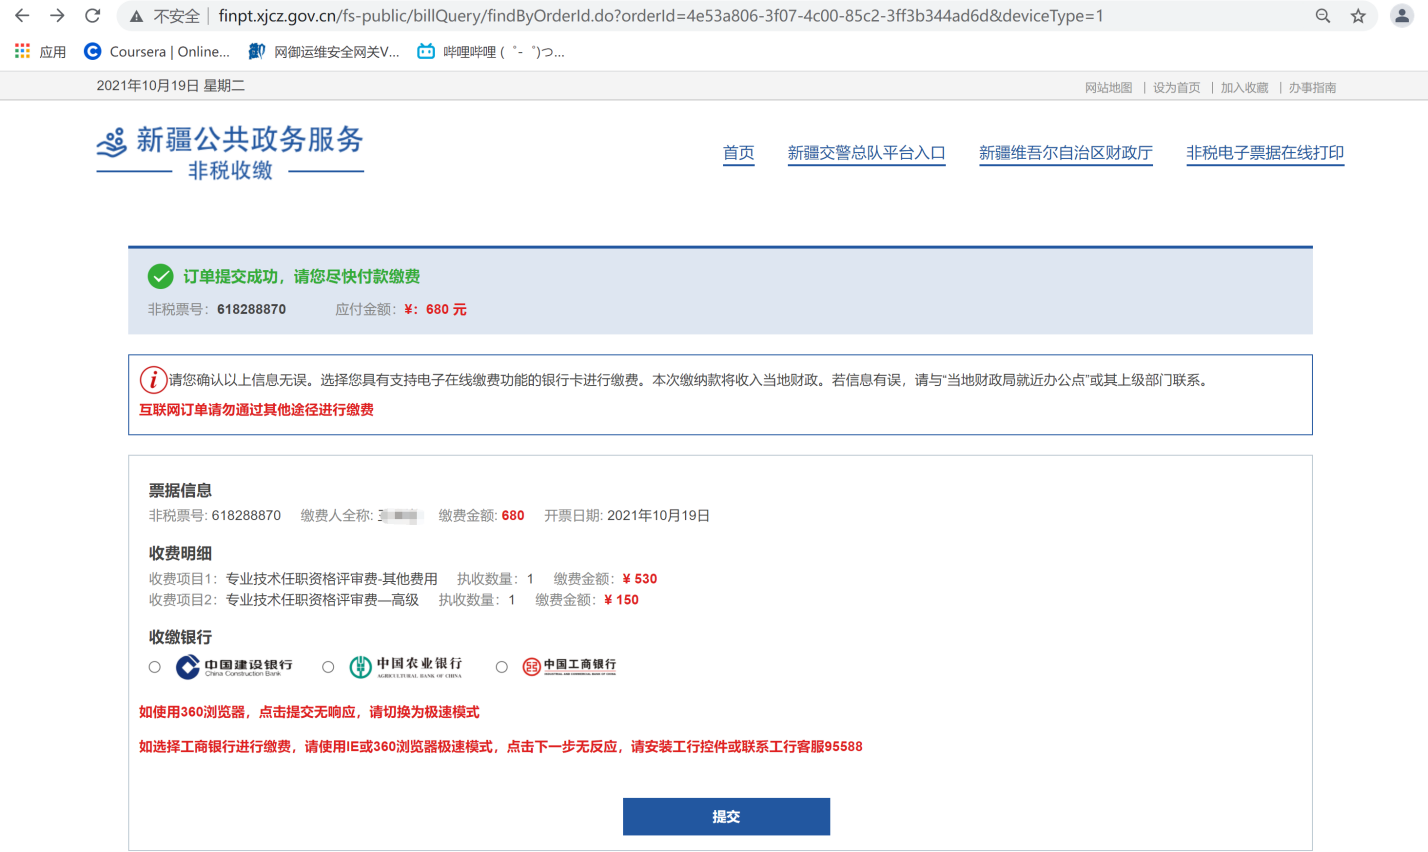 不安全 | finpt.xjcz.gov.cn/fs-public/billQuery/findByOrderId.do?orderId=4e53a806-3f07-4c00-85c2-3ff3b344ad6d&deviceType=1
应用 Coursera | Online... 网御运维安全网关V... 哔哩哔哩 ( ゜- ゜)つ...
2021年10月19日 星期二 网站地图 | 设为首页 | 加入收藏 | 办事指南
新疆公共政务服务
非税收缴
首页 新疆交警总队平台入口 新疆维吾尔自治区财政厅 非税电子票据在线打印
订单提交成功，请您尽快付款缴费
非税票号：618288870 应付金额：¥：680 元
i 请您确认以上信息无误。选择您具有支持电子在线缴费功能的银行卡进行缴费。本次缴纳款将收入当地财政。若信息有误，请与“当地财政局就近办公点”或其上级部门联系。
互联网订单请勿通过其他途径进行缴费
票据信息
非税票号: 618288870 缴费人全称: 缴费金额: 680 开票日期: 2021年10月19日
收费明细
收费项目1：专业技术任职资格评审费-其他费用 执收数量：1 缴费金额：¥ 530
收费项目2：专业技术任职资格评审费—高级 执收数量：1 缴费金额：¥ 150
收缴银行
中国建设银行 中国农业银行 中国工商银行
China Construction Bank AGRICULTURAL BANK OF CHINA INDUSTRIAL AND COMMERCIAL BANK OF CHINA
如使用360浏览器，点击提交无响应，请切换为极速模式
如选择工商银行进行缴费，请使用IE或360浏览器极速模式，点击下一步无反应，请安装工行控件或联系工行客服95588
提交